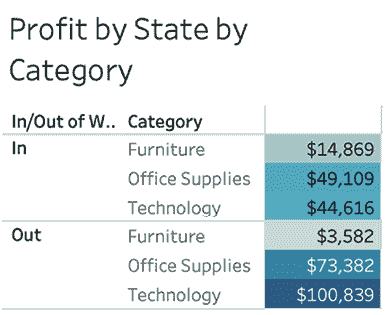 Profit by State by
Category
In/Out of W.. Category
In Furniture $14,869
Office Supplies $49,109
Technology $44,616
Out Furniture $3,582
Office Supplies $73,382
Technology $100,839